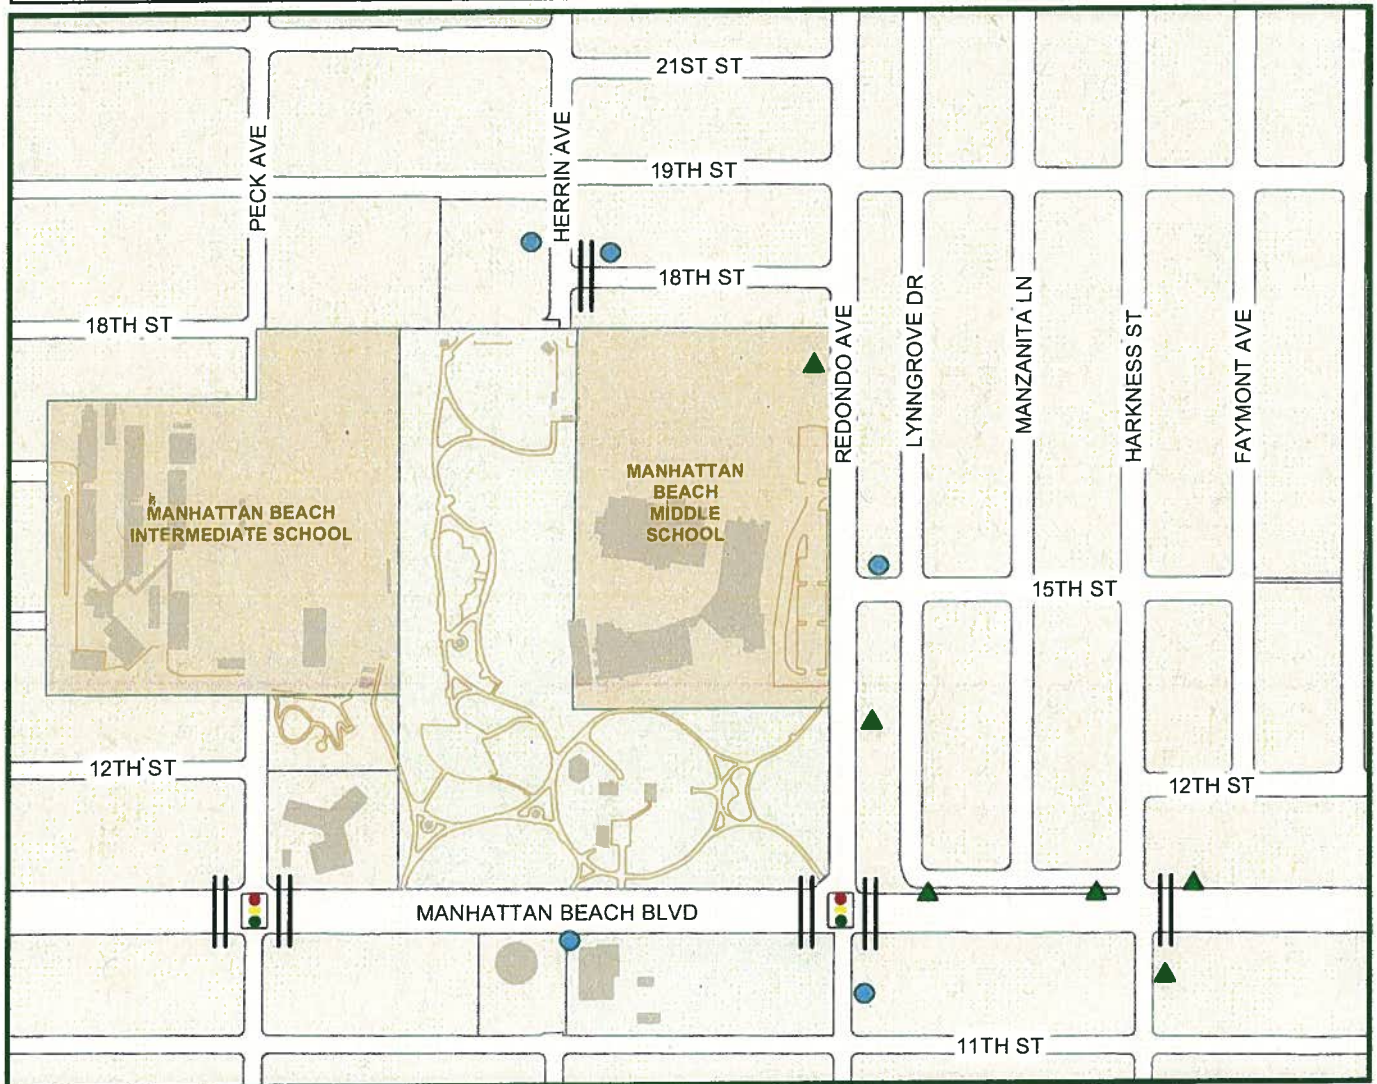 21ST ST
19TH ST
PECK AVE
HERRIN AVE
18TH ST
18TH ST
REDONDO AVE
LYNNGROVE DR
MANZANITA LN
HARKNESS ST
FAYMONT AVE
MANHATTAN
BEACH
MIDDLE
SCHOOL
MANHATTAN BEACH
INTERMEDIATE SCHOOL
15TH ST
12TH ST
12TH ST
MANHATTAN BEACH BLVD
11TH ST